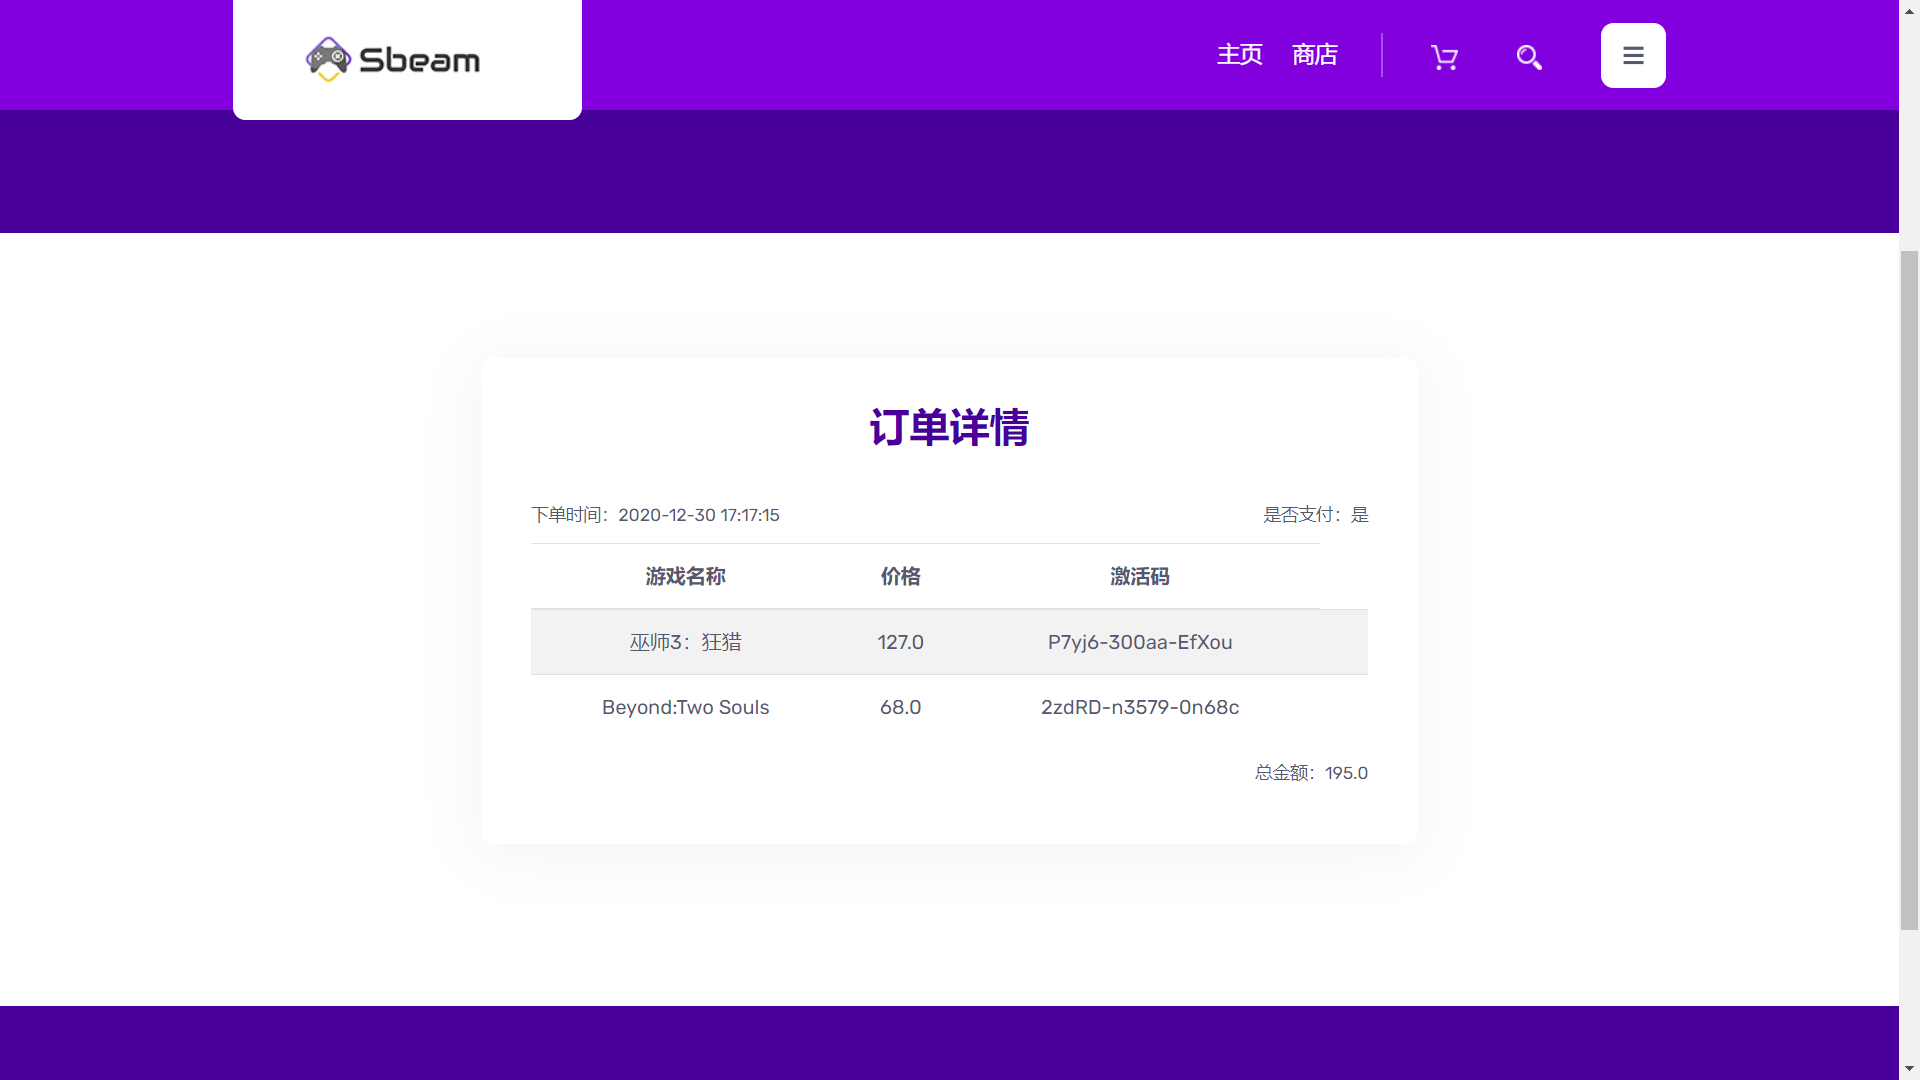 Sbeam
主页 商店
订单详情
下单时间：2020-12-30 17:17:15 是否支付：是
游戏名称 价格 激活码
巫师3：狂猎 127.0 P7yj6-300aa-EfXou
Beyond:Two Souls 68.0 2zdRD-n3579-0n68c
总金额：195.0